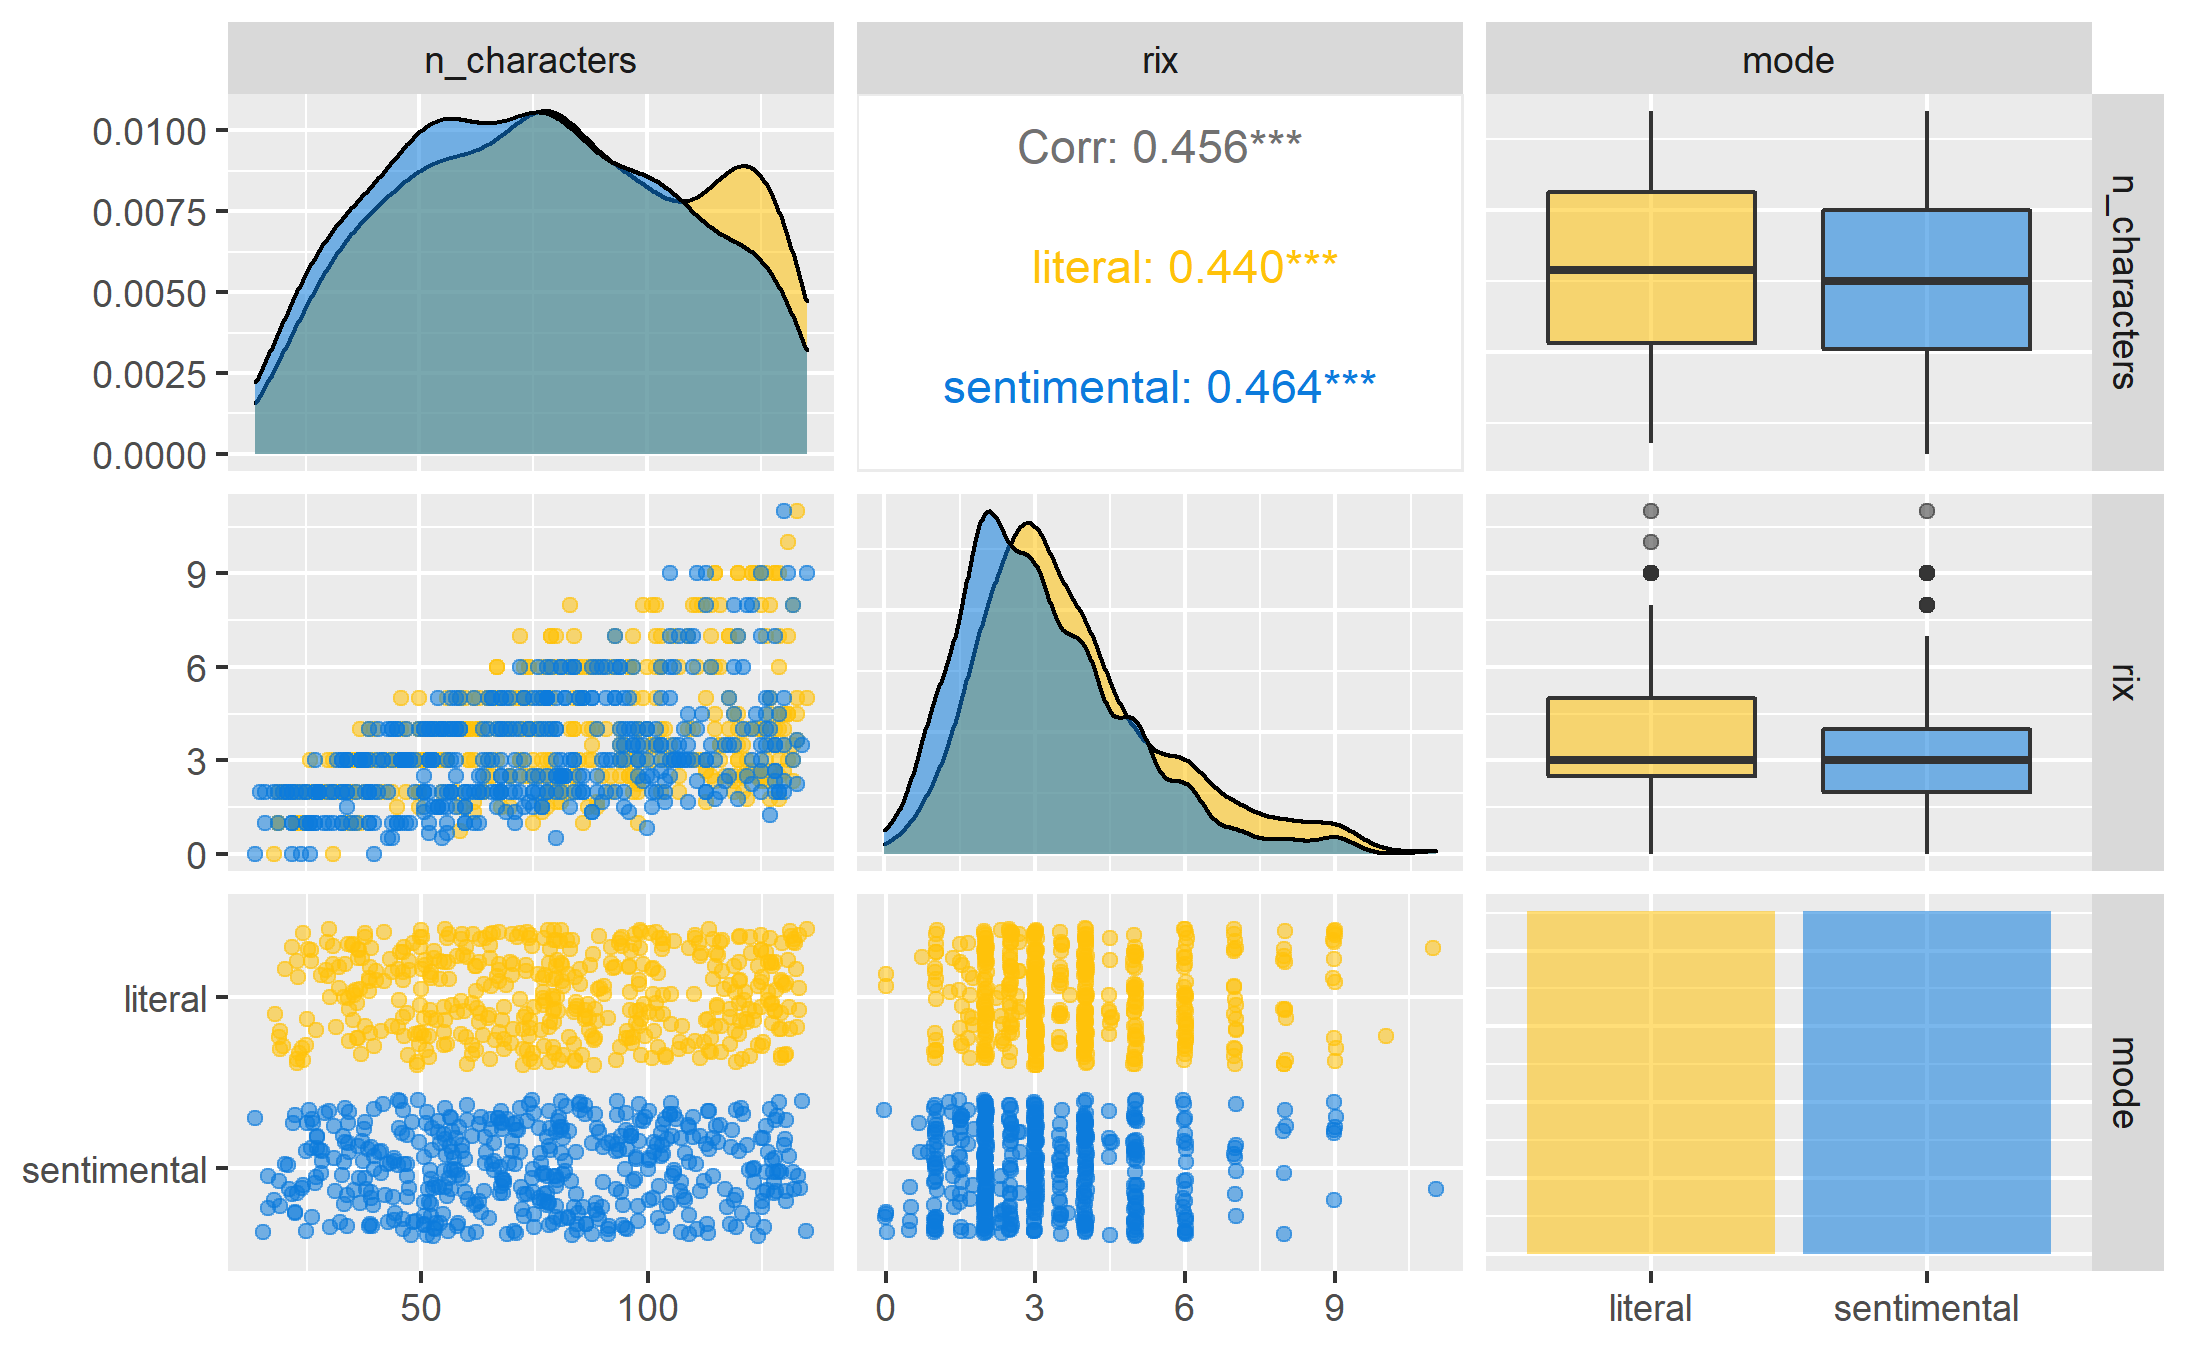 n_characters
rix
mode
0.0100
0.0075
0.0050
0.0025
0.0000
Corr: 0.456***
literal: 0.440***
sentimental: 0.464***
n_characters
9
6
3
0
rix
literal
sentimental
mode
50
100
0
3
6
9
literal
sentimental